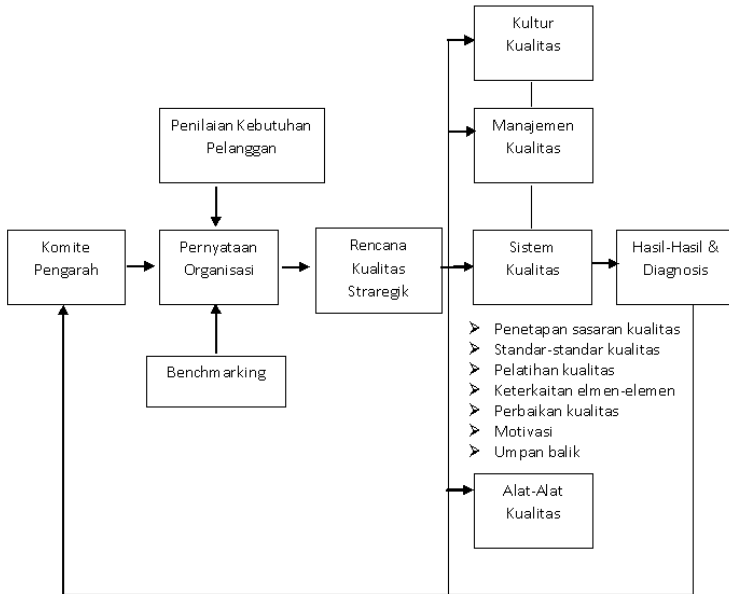 Kultur
Kualitas
Manajemen
Kualitas
Penilaian Kebutuhan
Pelanggan
Komite
Pengarah
Pernyataan
Organisasi
Rencana
Kualitas
Straregik
Sistem
Kualitas
Hasil-Hasil &
Diagnosis
Benchmarking
➢ Penetapan sasaran kualitas
➢ Standar-standar kualitas
➢ Pelatihan kualitas
➢ Keterkaitan elmen-elemen
➢ Perbaikan kualitas
➢ Motivasi
➢ Umpan balik
Alat-Alat
Kualitas